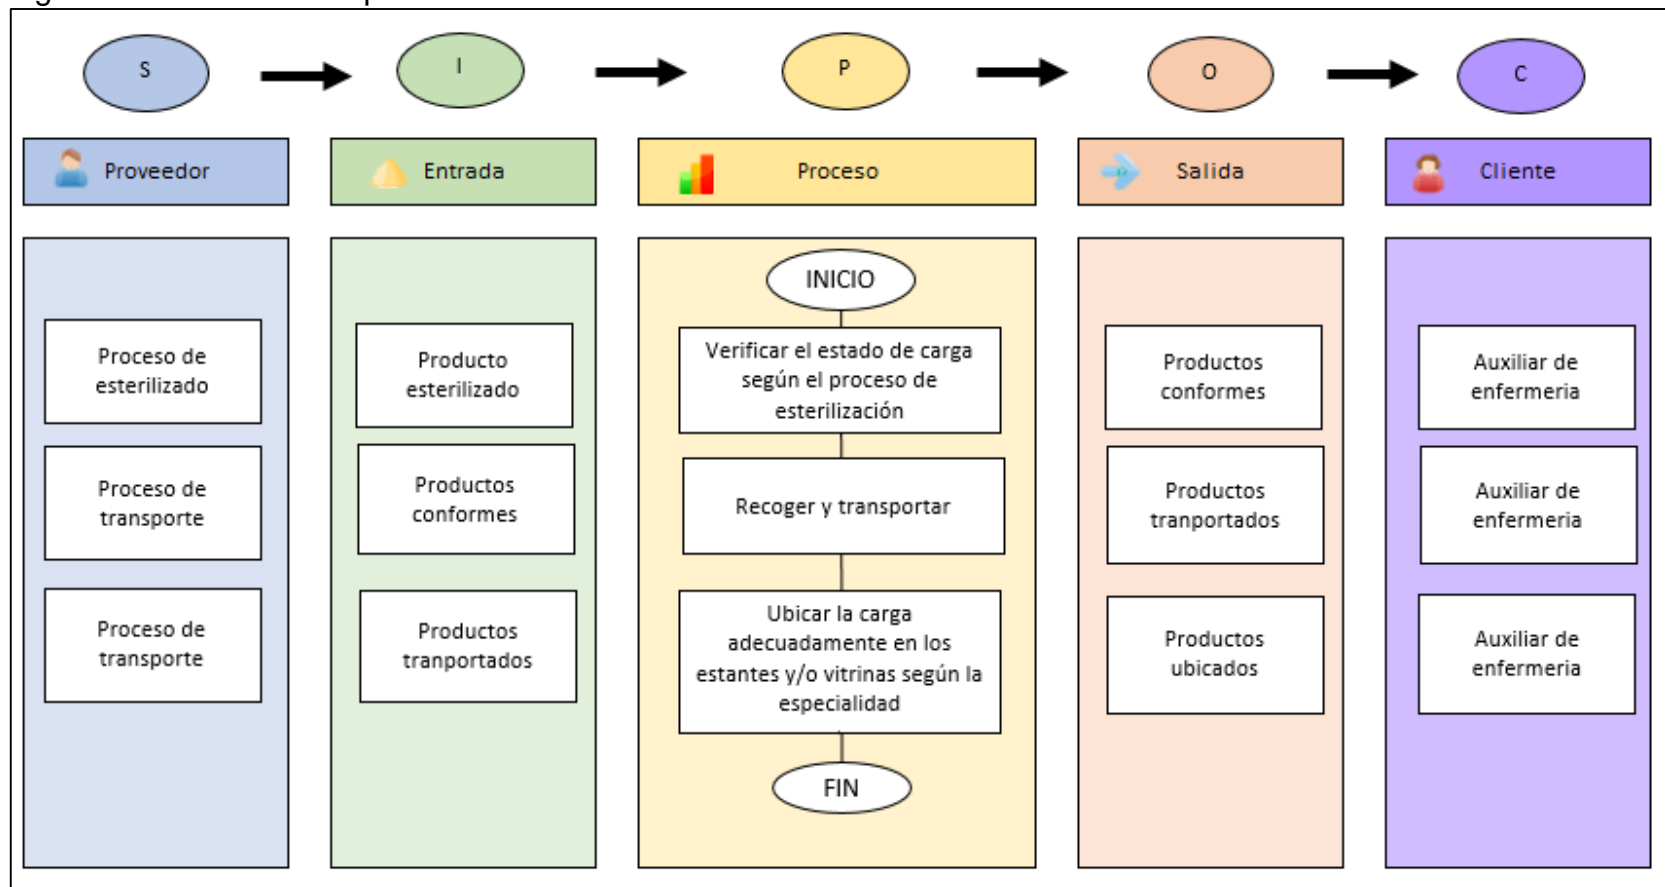 S
I
P
O
C
Proveedor
Entrada
Proceso
Salida
Cliente
Proceso de
esterilizado
Proceso de
transporte
Proceso de
transporte
Producto
esterilizado
Productos
conformes
Productos
tranportados
INICIO
Verificar el estado de carga
según el proceso de
esterilización
Recoger y transportar
Ubicar la carga
adecuadamente en los
estantes y/o vitrinas según la
especialidad
FIN
Productos
conformes
Productos
tranportados
Productos
ubicados
Auxiliar de
enfermeria
Auxiliar de
enfermeria
Auxiliar de
enfermeria